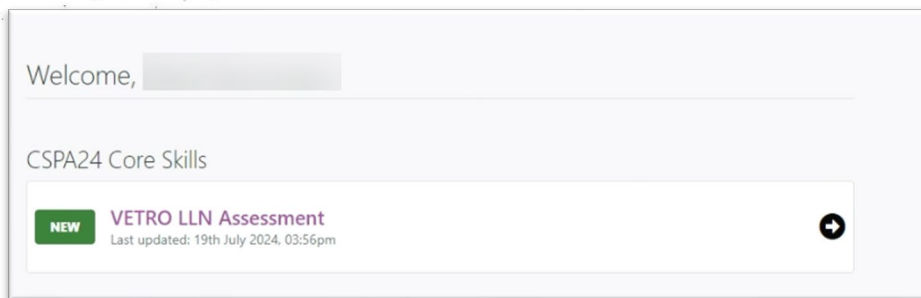 Welcome,
CSPA24 Core Skills
NEW
VETRO LLN Assessment
Last updated: 19th July 2024, 03:56pm